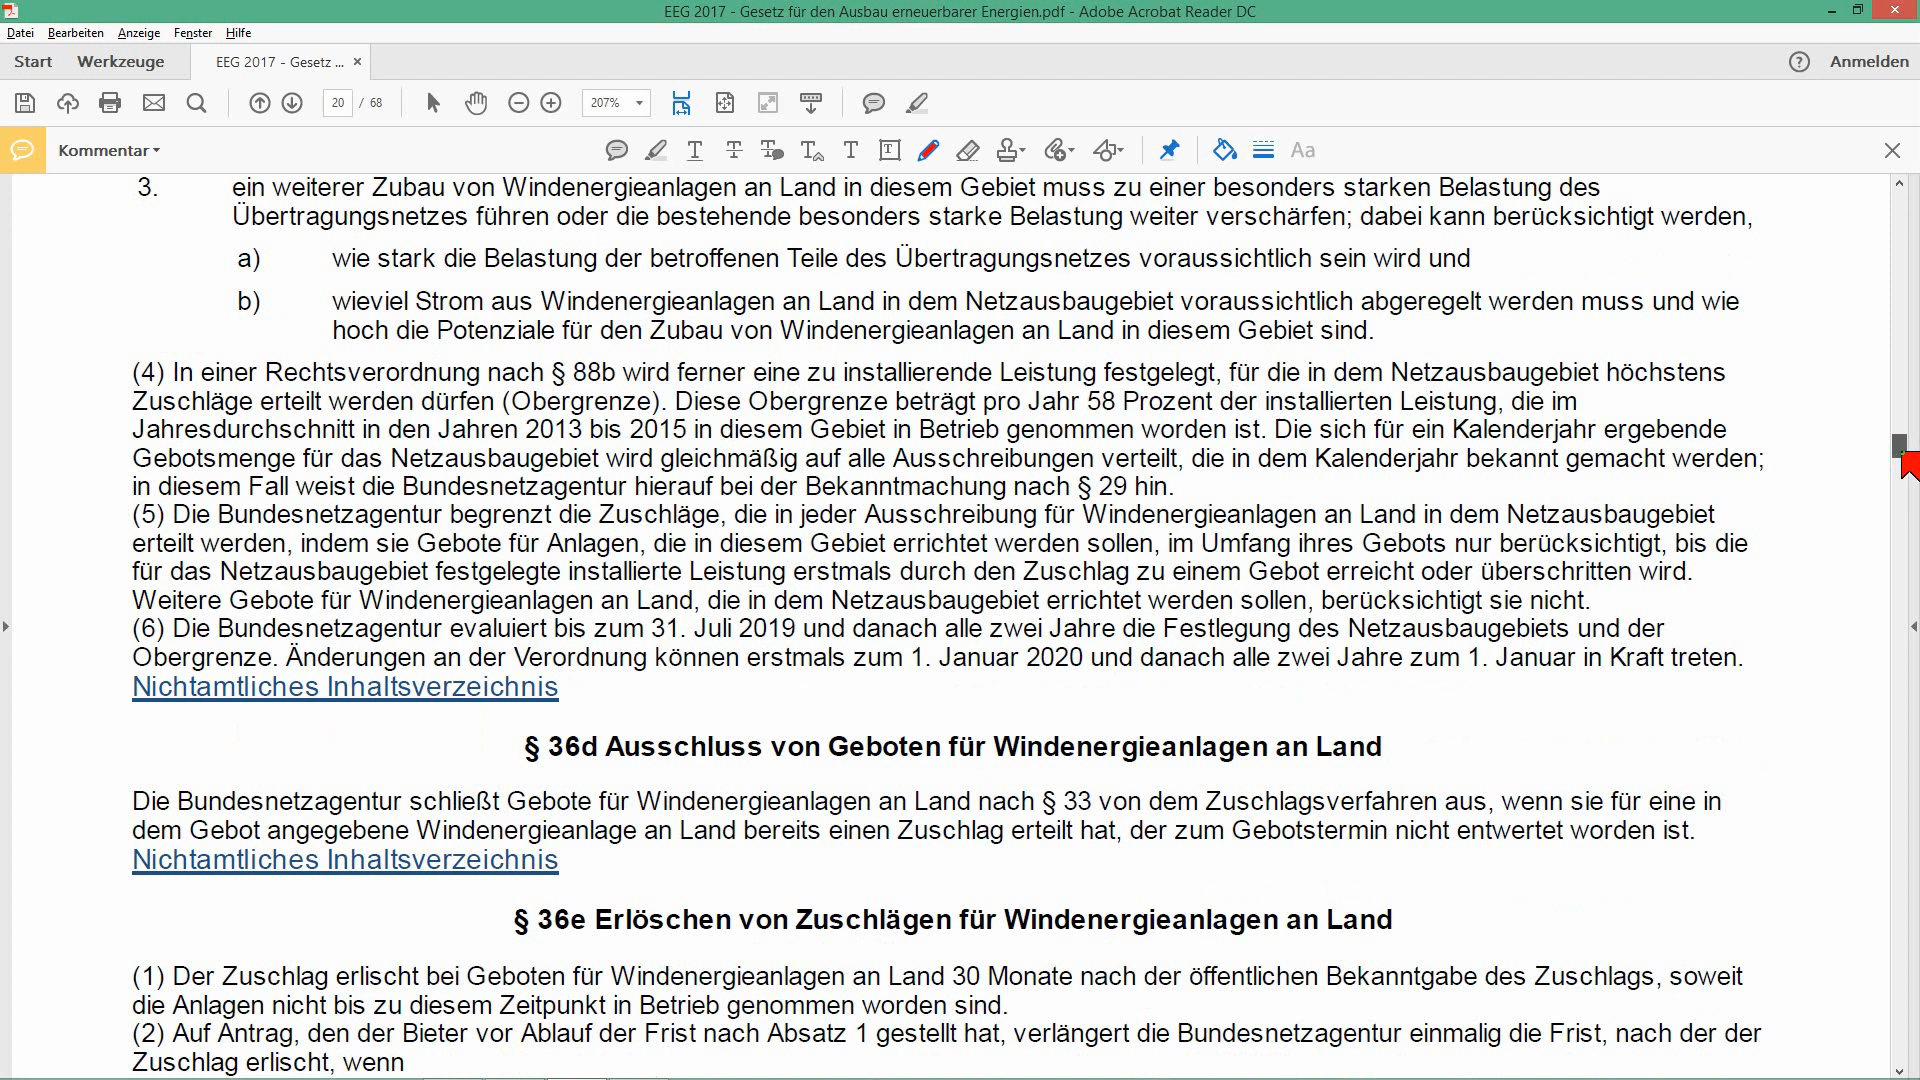 EEG 2017 - Gesetz für den Ausbau erneuerbarer Energien.pdf - Adobe Acrobat Reader DC
Datei Bearbeiten Anzeige Fenster Hilfe
Start Werkzeuge EEG 2017 - Gesetz ... × Anmelden
20 / 68 207%
Kommentar Aa
3. ein weiterer Zubau von Windenergieanlagen an Land in diesem Gebiet muss zu einer besonders starken Belastung des
Übertragungsnetzes führen oder die bestehende besonders starke Belastung weiter verschärfen; dabei kann berücksichtigt werden,
a) wie stark die Belastung der betroffenen Teile des Übertragungsnetzes voraussichtlich sein wird und
b) wieviel Strom aus Windenergieanlagen an Land in dem Netzausbaugebiet voraussichtlich abgeregelt werden muss und wie
hoch die Potenziale für den Zubau von Windenergieanlagen an Land in diesem Gebiet sind.
(4) In einer Rechtsverordnung nach § 88b wird ferner eine zu installierende Leistung festgelegt, für die in dem Netzausbaugebiet höchstens
Zuschläge erteilt werden dürfen (Obergrenze). Diese Obergrenze beträgt pro Jahr 58 Prozent der installierten Leistung, die im
Jahresdurchschnitt in den Jahren 2013 bis 2015 in diesem Gebiet in Betrieb genommen worden ist. Die sich für ein Kalenderjahr ergebende
Gebotsmenge für das Netzausbaugebiet wird gleichmäßig auf alle Ausschreibungen verteilt, die in dem Kalenderjahr bekannt gemacht werden;
in diesem Fall weist die Bundesnetzagentur hierauf bei der Bekanntmachung nach § 29 hin.
(5) Die Bundesnetzagentur begrenzt die Zuschläge, die in jeder Ausschreibung für Windenergieanlagen an Land in dem Netzausbaugebiet
erteilt werden, indem sie Gebote für Anlagen, die in diesem Gebiet errichtet werden sollen, im Umfang ihres Gebots nur berücksichtigt, bis die
für das Netzausbaugebiet festgelegte installierte Leistung erstmals durch den Zuschlag zu einem Gebot erreicht oder überschritten wird.
Weitere Gebote für Windenergieanlagen an Land, die in dem Netzausbaugebiet errichtet werden sollen, berücksichtigt sie nicht.
(6) Die Bundesnetzagentur evaluiert bis zum 31. Juli 2019 und danach alle zwei Jahre die Festlegung des Netzausbaugebiets und der
Obergrenze. Änderungen an der Verordnung können erstmals zum 1. Januar 2020 und danach alle zwei Jahre zum 1. Januar in Kraft treten.
Nichtamtliches Inhaltsverzeichnis
§ 36d Ausschluss von Geboten für Windenergieanlagen an Land
Die Bundesnetzagentur schließt Gebote für Windenergieanlagen an Land nach § 33 von dem Zuschlagsverfahren aus, wenn sie für eine in
dem Gebot angegebene Windenergieanlage an Land bereits einen Zuschlag erteilt hat, der zum Gebotstermin nicht entwertet worden ist.
Nichtamtliches Inhaltsverzeichnis
§ 36e Erlöschen von Zuschlägen für Windenergieanlagen an Land
(1) Der Zuschlag erlischt bei Geboten für Windenergieanlagen an Land 30 Monate nach der öffentlichen Bekanntgabe des Zuschlags, soweit
die Anlagen nicht bis zu diesem Zeitpunkt in Betrieb genommen worden sind.
(2) Auf Antrag, den der Bieter vor Ablauf der Frist nach Absatz 1 gestellt hat, verlängert die Bundesnetzagentur einmalig die Frist, nach der der
Zuschlag erlischt, wenn